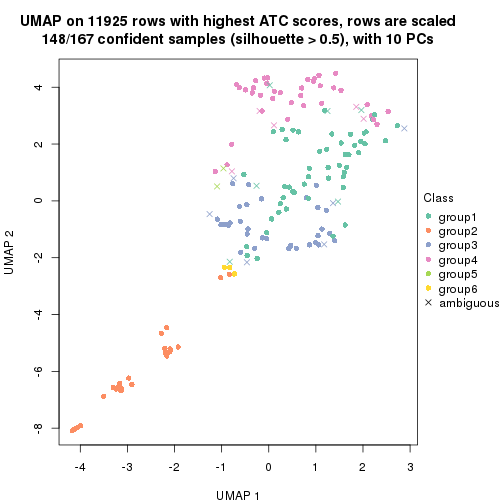 UMAP on 11925 rows with highest ATC scores, rows are scaled
148/167 confident samples (silhouette > 0.5), with 10 PCs
UMAP 2
4
2
0
-2
-4
-6
-8
-4
-3
-2
-1
0
1
2
3
UMAP 1
Class
group1
group2
group3
group4
group5
group6
ambiguous